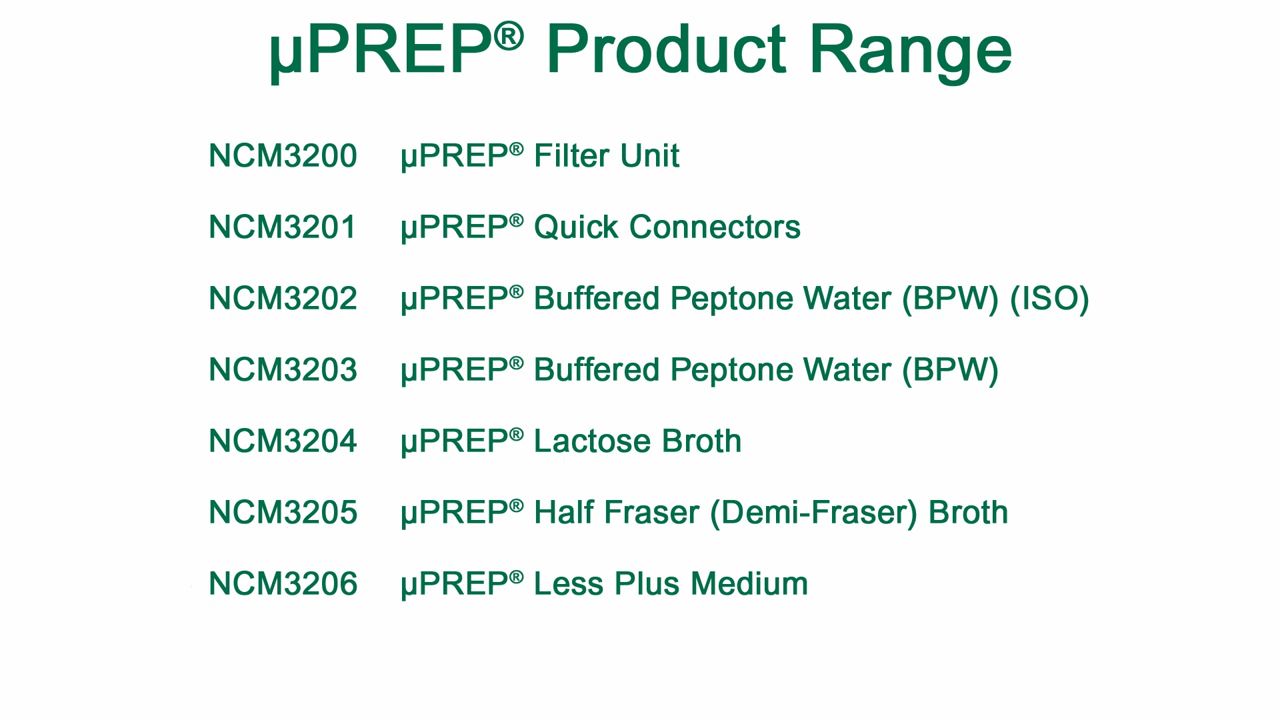 µPREP® Product Range
NCM3200 µPREP® Filter Unit
NCM3201 µPREP® Quick Connectors
NCM3202 µPREP® Buffered Peptone Water (BPW) (ISO)
NCM3203 µPREP® Buffered Peptone Water (BPW)
NCM3204 µPREP® Lactose Broth
NCM3205 µPREP® Half Fraser (Demi-Fraser) Broth
NCM3206 µPREP® Less Plus Medium